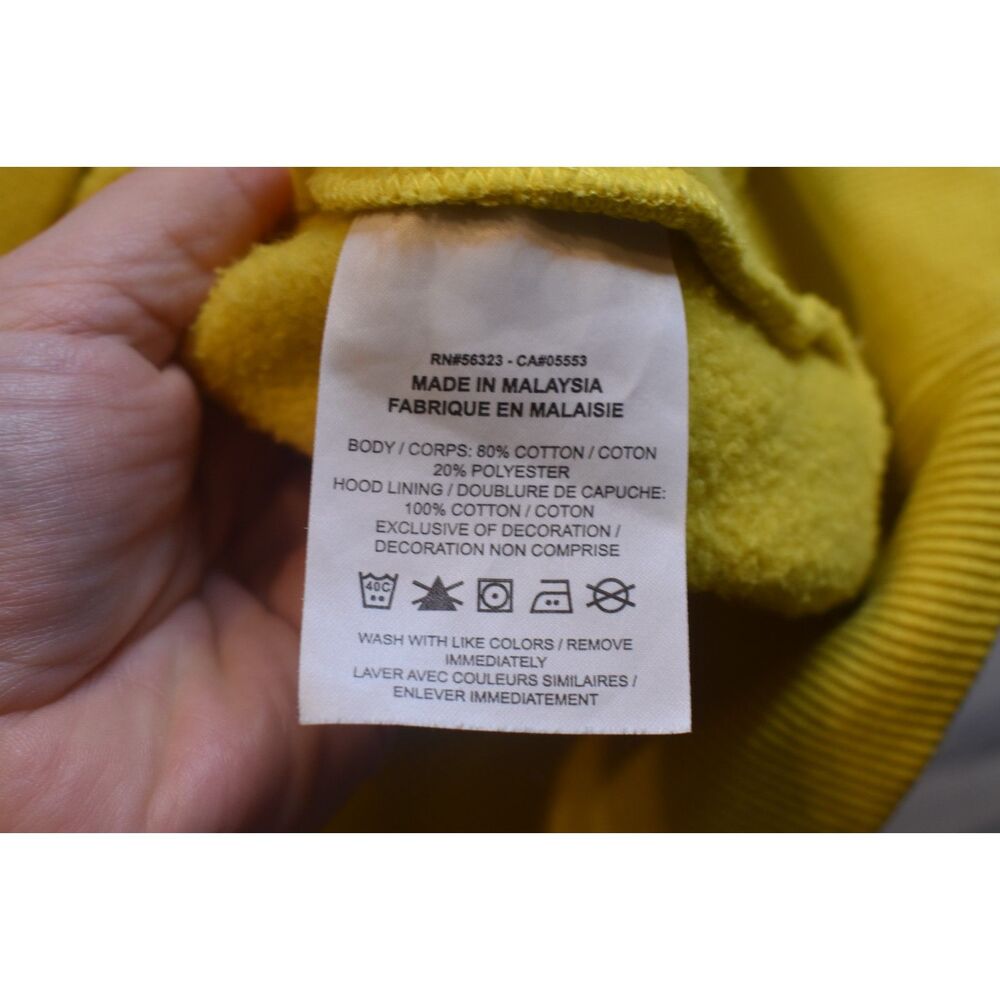 RN#56323 - CA#05553
MADE IN MALAYSIA
FABRIQUE EN MALAISIE
BODY / CORPS: 80% COTTON / COTON
20% POLYESTER
HOOD LINING / DOUBLURE DE CAPUCHE:
100% COTTON / COTON
EXCLUSIVE OF DECORATION /
DECORATION NON COMPRISE
40C
WASH WITH LIKE COLORS / REMOVE
IMMEDIATELY
LAVER AVEC COULEURS SIMILAIRES /
ENLEVER IMMEDIATEMENT